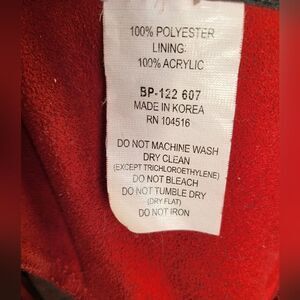 100% POLYESTER
LINING:
100% ACRYLIC
BP-122 607
MADE IN KOREA
RN 104516
DO NOT MACHINE WASH
DRY CLEAN
(EXCEPT TRICHLOROETHYLENE)
DO NOT BLEACH
DO NOT TUMBLE DRY
(DRY FLAT)
DO NOT IRON